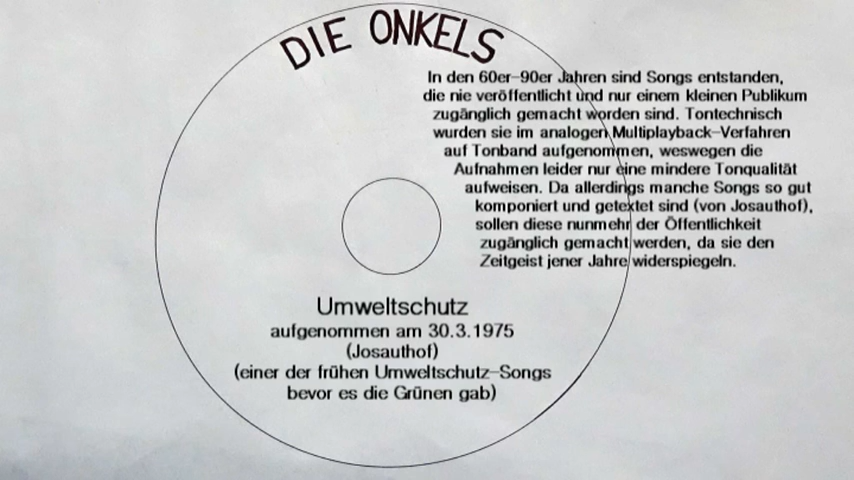 DIE ONKELS
In den 60er-90er Jahren sind Songs entstanden,
die nie veröffentlicht und nur einem kleinen Publikum
zugänglich gemacht worden sind. Tontechnisch
wurden sie im analogen Multiplayback-Verfahren
auf Tonband aufgenommen, weswegen die
Aufnahmen leider nur eine mindere Tonqualität
aufweisen. Da allerdings manche Songs so gut
komponiert und getextet sind (von Josauthof),
sollen diese nunmehr der Öffentlichkeit
zugänglich gemacht werden, da sie den
Zeitgeist jener Jahre widerspiegeln.
Umweltschutz
aufgenommen am 30.3.1975
(Josauthof)
(einer der frühen Umweltschutz-Songs
bevor es die Grünen gab)